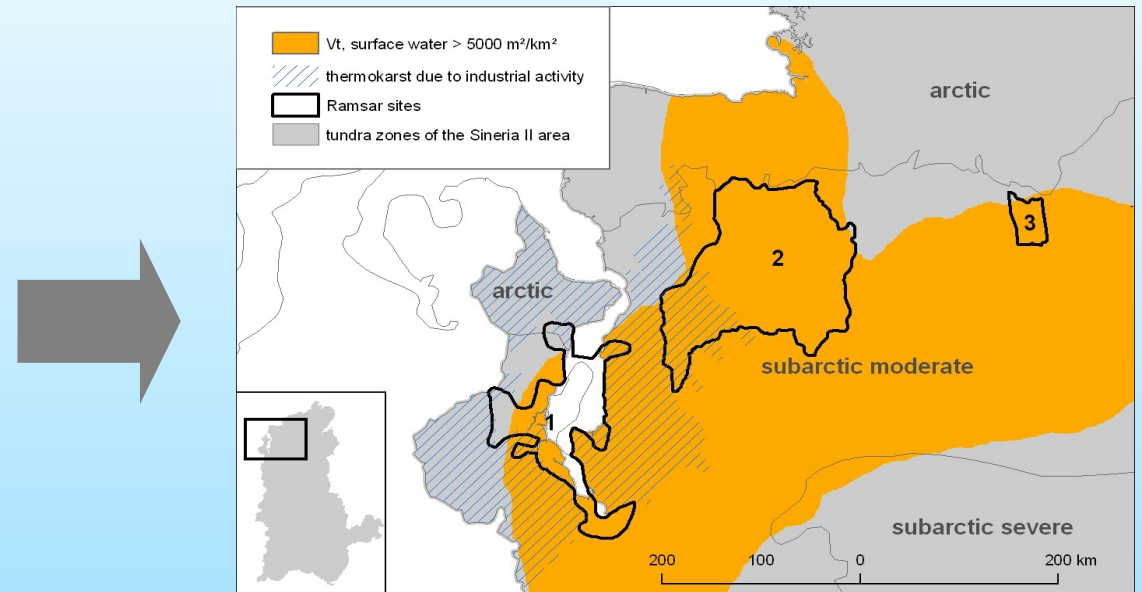 Vt, surface water > 5000 m²/km²
thermokarst due to industrial activity
Ramsar sites
tundra zones of the Sineria II area
arctic
3
2
arctic
subarctic moderate
1
subarctic severe
200 100 0 200 km